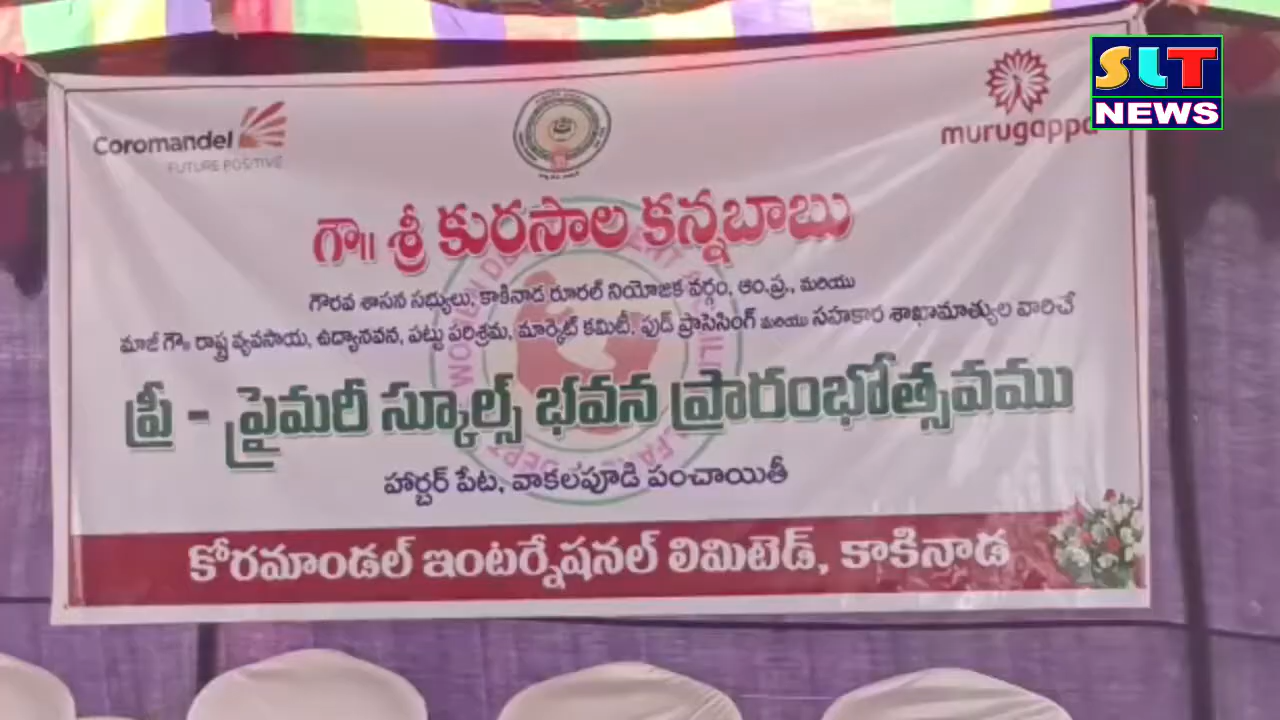 SLT
NEWS
Coromandel
FUTURE POSITIVE
murugappa
గౌ॥ శ్రీ కురసాల కన్నబాబు
గౌరవ శాసన సభ్యులు, కాకినాడ రూరల్ నియోజక వర్గం, ఆం.ప్ర., మరియు
మాజీ గౌ॥ రాష్ట్ర వ్యవసాయ, ఉద్యానవన, పట్టు పరిశ్రమ, మార్కెట్ కమిటీ, ఫుడ్ ప్రాసెసింగ్ మరియు సహకార శాఖామాత్యుల వారిచే
ప్రీ - ప్రైమరీ స్కూల్స్ భవన ప్రారంభోత్సవము
హార్బర్ పేట, వాకలపూడి పంచాయితీ
కోరమాండల్ ఇంటర్నేషనల్ లిమిటెడ్, కాకినాడ